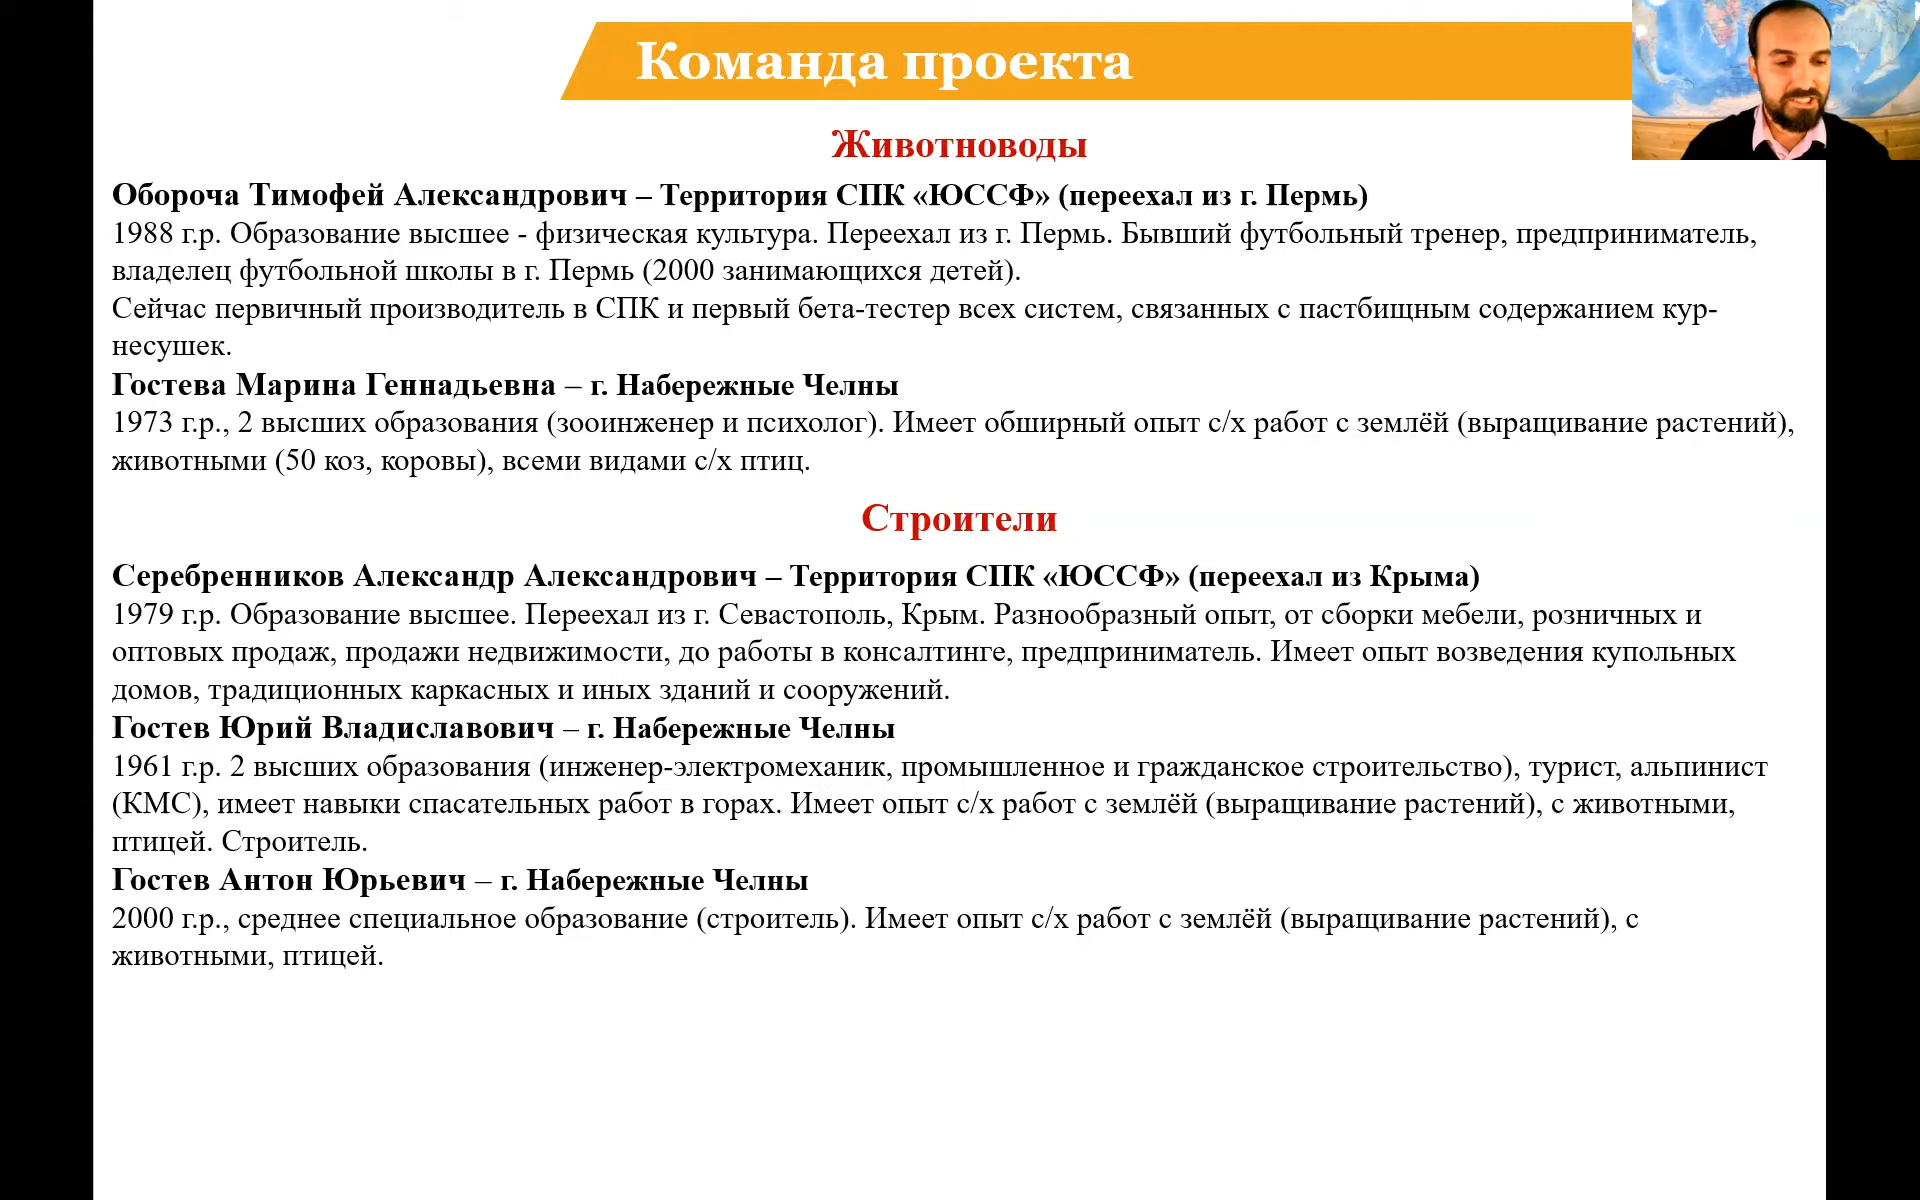 Команда проекта
Животноводы
Обороча Тимофей Александрович – Территория СПК «ЮССФ» (переехал из г. Пермь)
1988 г.р. Образование высшее - физическая культура. Переехал из г. Пермь. Бывший футбольный тренер, предприниматель,
владелец футбольной школы в г. Пермь (2000 занимающихся детей).
Сейчас первичный производитель в СПК и первый бета-тестер всех систем, связанных с пастбищным содержанием кур-
несушек.
Гостева Марина Геннадьевна – г. Набережные Челны
1973 г.р., 2 высших образования (зооинженер и психолог). Имеет обширный опыт с/х работ с землёй (выращивание растений),
животными (50 коз, коровы), всеми видами с/х птиц.
Строители
Серебренников Александр Александрович – Территория СПК «ЮССФ» (переехал из Крыма)
1979 г.р. Образование высшее. Переехал из г. Севастополь, Крым. Разнообразный опыт, от сборки мебели, розничных и
оптовых продаж, продажи недвижимости, до работы в консалтинге, предприниматель. Имеет опыт возведения купольных
домов, традиционных каркасных и иных зданий и сооружений.
Гостев Юрий Владиславович – г. Набережные Челны
1961 г.р. 2 высших образования (инженер-электромеханик, промышленное и гражданское строительство), турист, альпинист
(КМС), имеет навыки спасательных работ в горах. Имеет опыт с/х работ с землёй (выращивание растений), с животными,
птицей. Строитель.
Гостев Антон Юрьевич – г. Набережные Челны
2000 г.р., среднее специальное образование (строитель). Имеет опыт с/х работ с землёй (выращивание растений), с
животными, птицей.